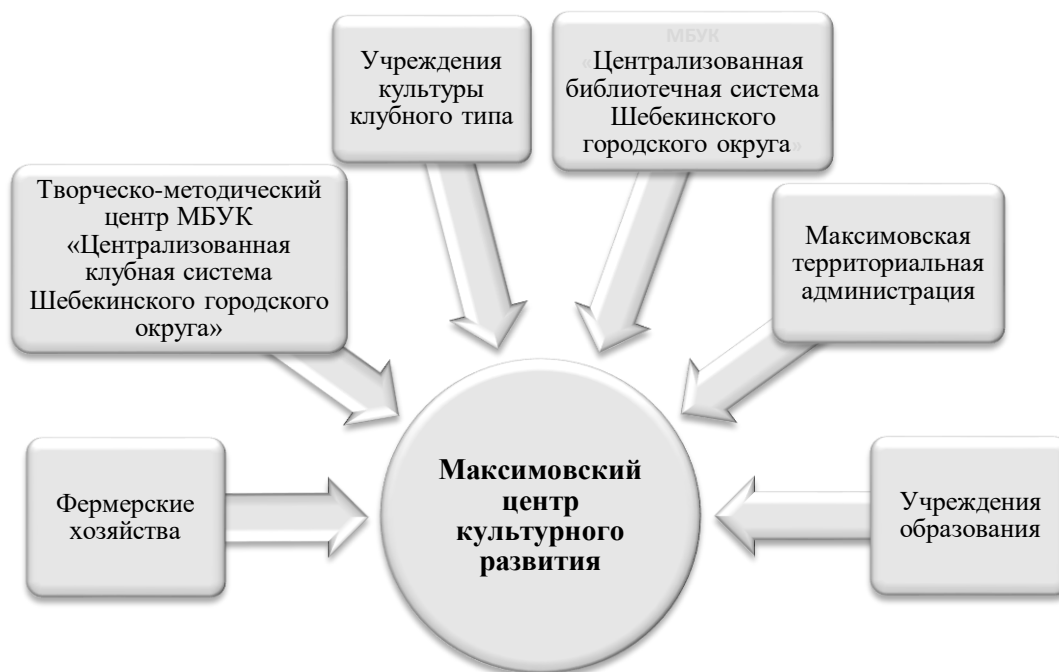 МБУК
«Централизованная
библиотечная система
Шебекинского
городского округа»
Учреждения
культуры
клубного типа
Творческо-методический
центр МБУК
«Централизованная
клубная система
Шебекинского городского
округа»
Максимовская
территориальная
администрация
Фермерские
хозяйства
Максимовский
центр
культурного
развития
Учреждения
образования